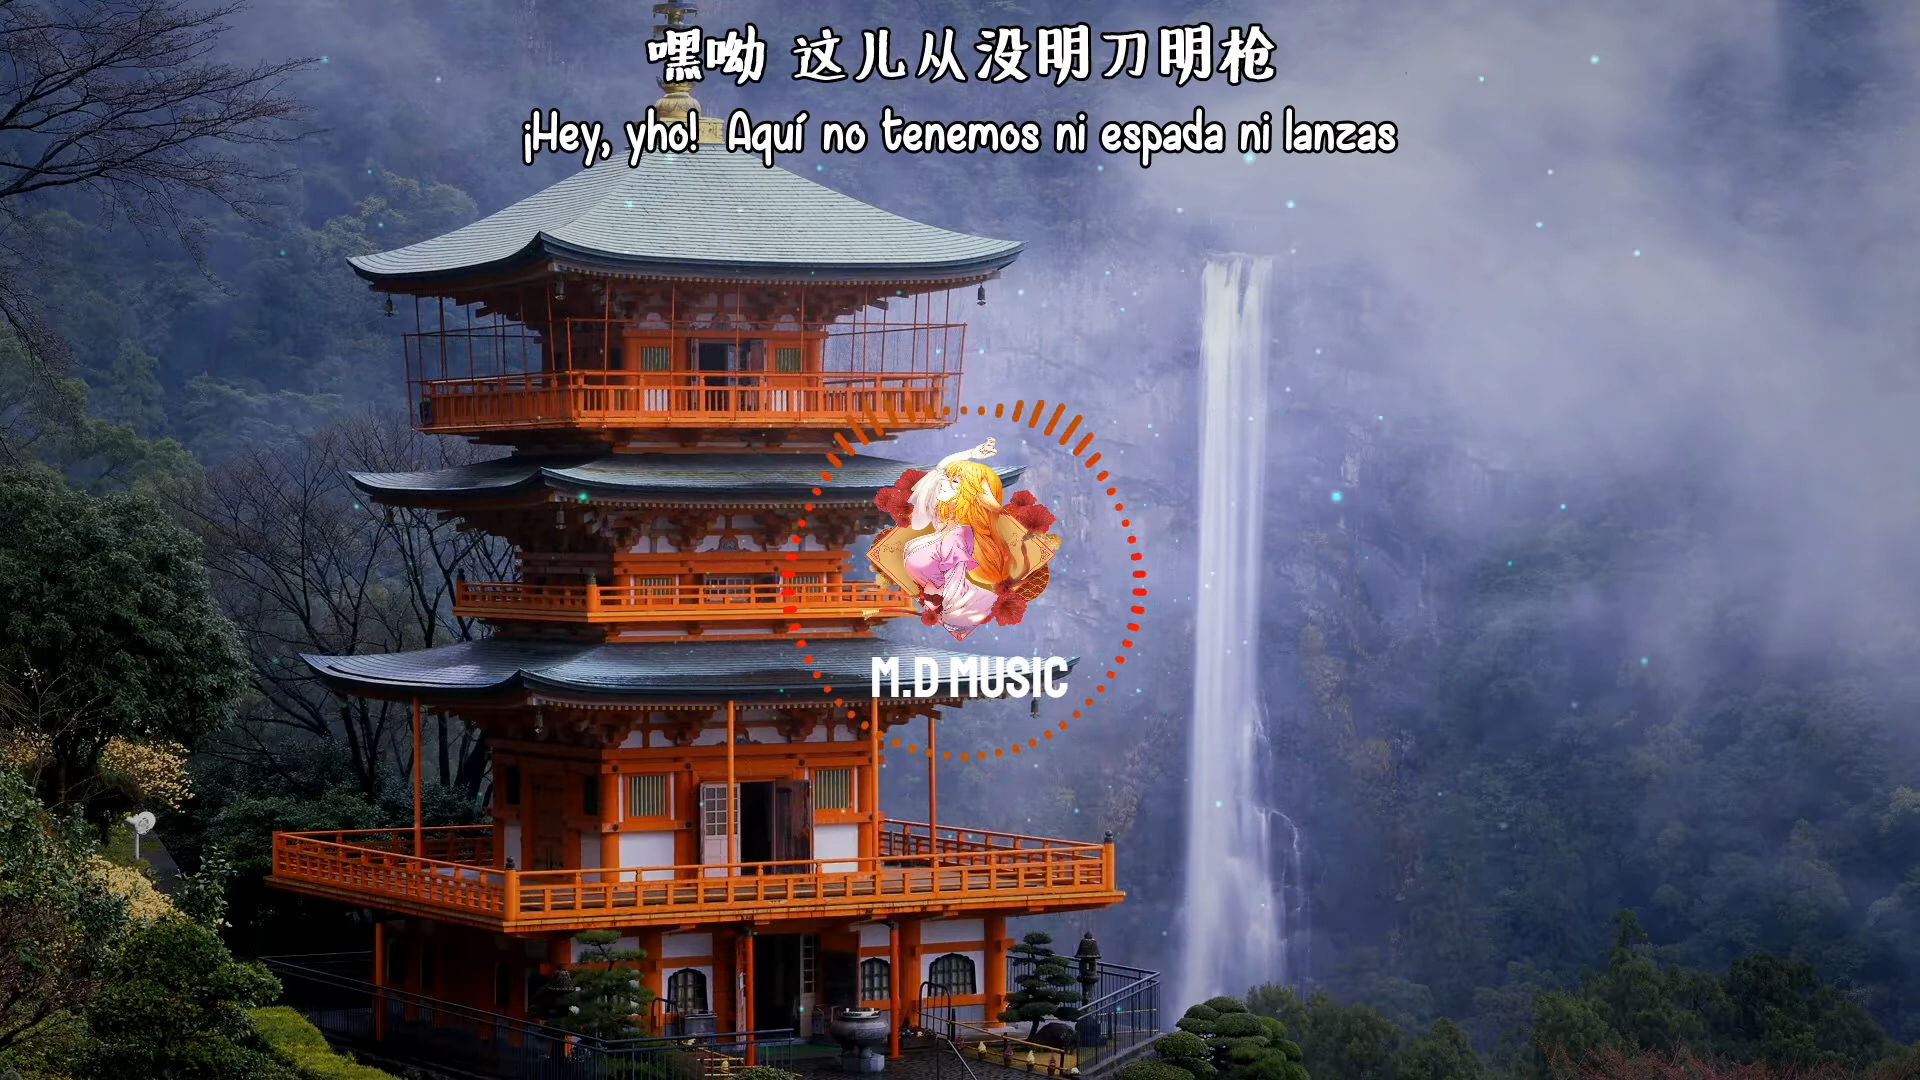 嘿呦 这儿从没明刀明枪
¡Hey, yho! Aquí no tenemos ni espada ni lanzas
M.D MUSIC